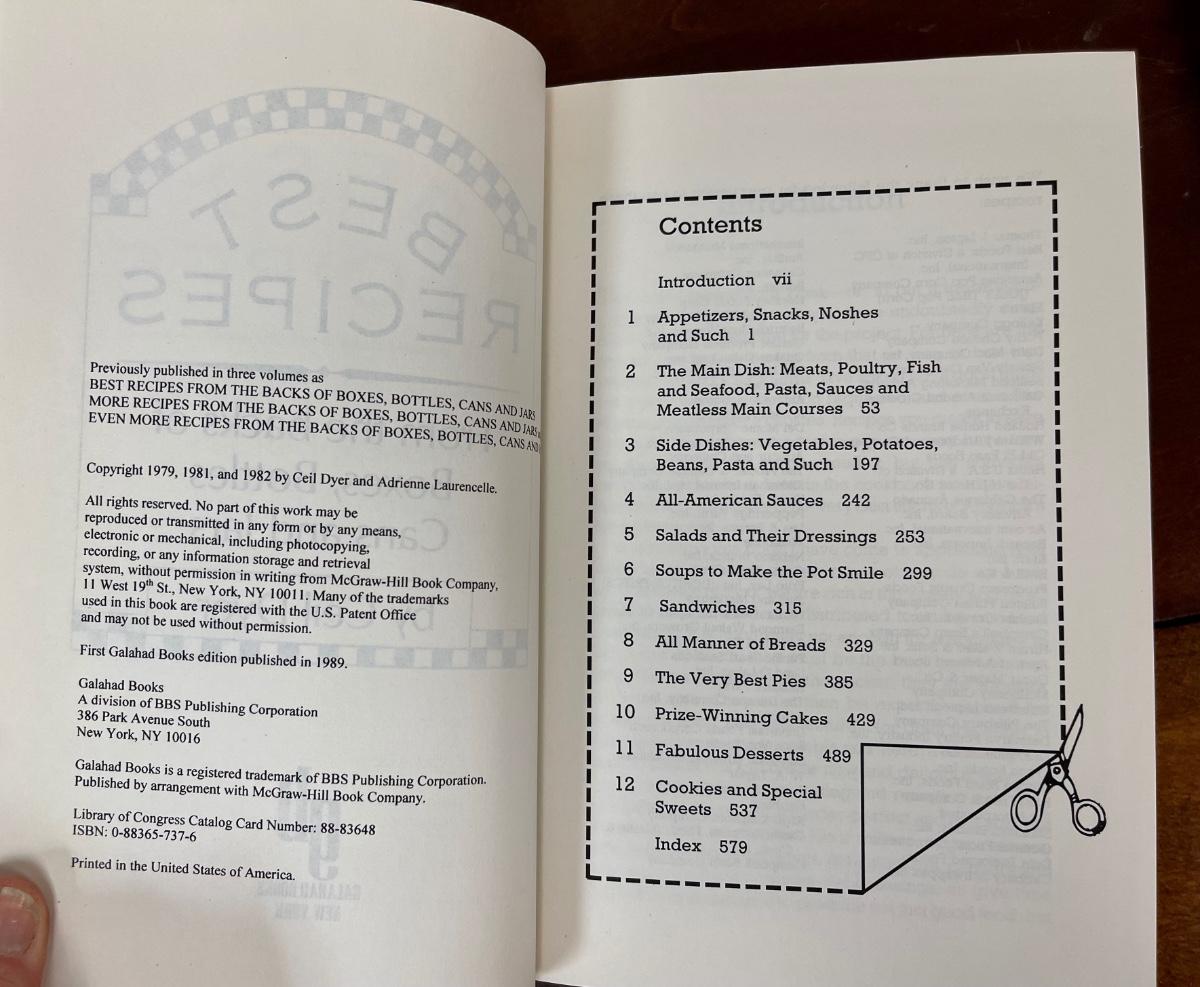 Previously published in three volumes as
BEST RECIPES FROM THE BACKS OF BOXES, BOTTLES, CANS AND JARS
MORE RECIPES FROM THE BACKS OF BOXES, BOTTLES, CANS AND JARS
EVEN MORE RECIPES FROM THE BACKS OF BOXES, BOTTLES, CANS AND
Copyright 1979, 1981, and 1982 by Ceil Dyer and Adrienne Laurencelle.
All rights reserved. No part of this work may be
reproduced or transmitted in any form or by any means,
electronic or mechanical, including photocopying,
recording, or any information storage and retrieval
system, without permission in writing from McGraw-Hill Book Company,
11 West 19th St., New York, NY 10011. Many of the trademarks
used in this book are registered with the U.S. Patent Office
and may not be used without permission.
First Galahad Books edition published in 1989.
Galahad Books
A division of BBS Publishing Corporation
386 Park Avenue South
New York, NY 10016
Galahad Books is a registered trademark of BBS Publishing Corporation.
Published by arrangement with McGraw-Hill Book Company.
Library of Congress Catalog Card Number: 88-83648
ISBN: 0-88365-737-6
Printed in the United States of America.
Contents
Introduction vii
1 Appetizers, Snacks, Noshes
and Such 1
2 The Main Dish: Meats, Poultry, Fish
and Seafood, Pasta, Sauces and
Meatless Main Courses 53
3 Side Dishes: Vegetables, Potatoes,
Beans, Pasta and Such 197
4 All-American Sauces 242
5 Salads and Their Dressings 253
6 Soups to Make the Pot Smile 299
7 Sandwiches 315
8 All Manner of Breads 329
9 The Very Best Pies 385
10 Prize-Winning Cakes 429
11 Fabulous Desserts 489
12 Cookies and Special
Sweets 537
Index 579